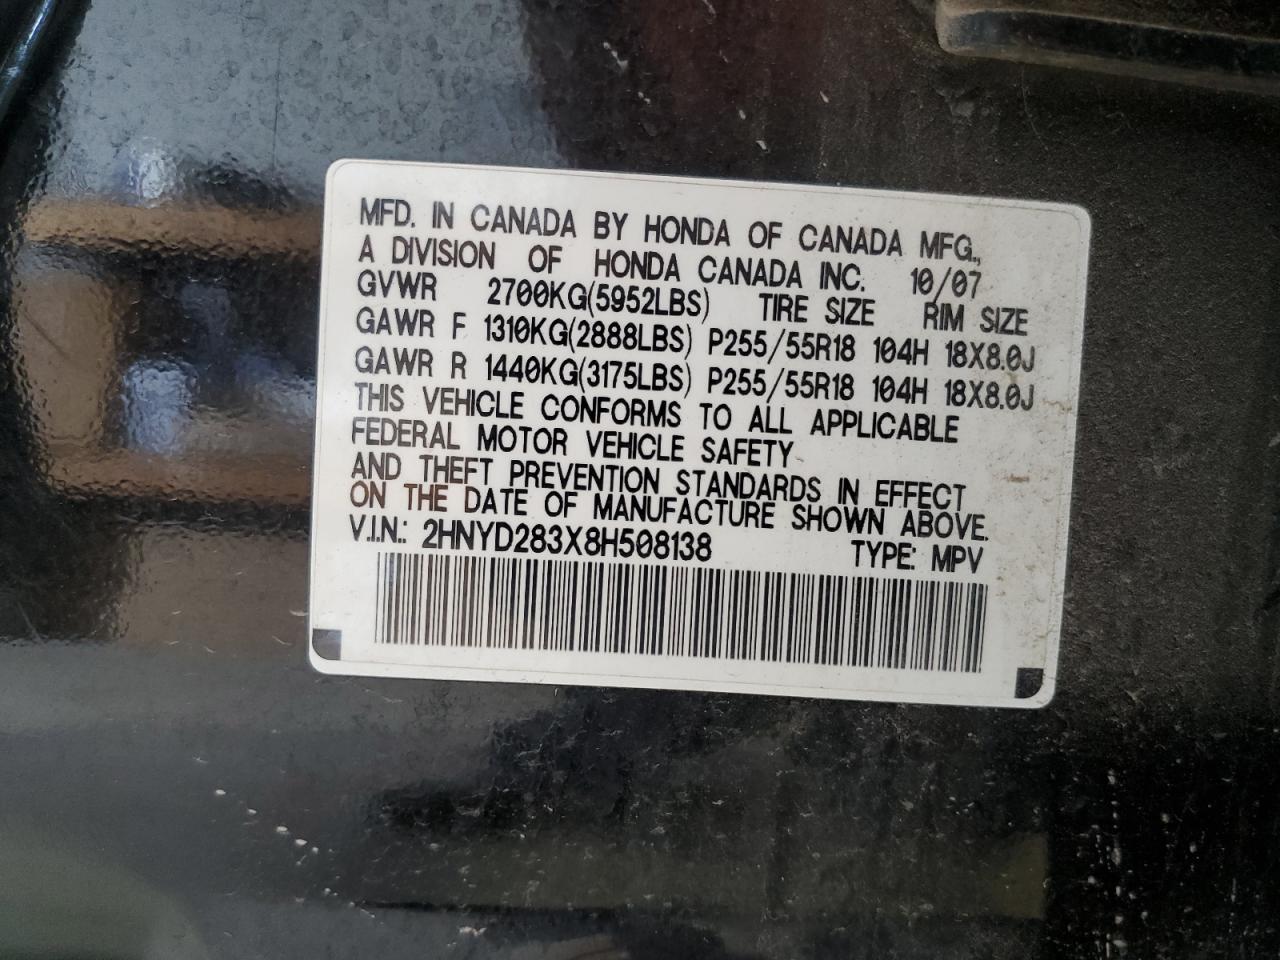 MFD. IN CANADA BY HONDA OF CANADA MFG.,
A DIVISION OF HONDA CANADA INC. 10/07
GVWR 2700KG(5952LBS) TIRE SIZE RIM SIZE
GAWR F 1310KG(2888LBS) P255/55R18 104H 18X8.0J
GAWR R 1440KG(3175LBS) P255/55R18 104H 18X8.0J
THIS VEHICLE CONFORMS TO ALL APPLICABLE
FEDERAL MOTOR VEHICLE SAFETY
AND THEFT PREVENTION STANDARDS IN EFFECT
ON THE DATE OF MANUFACTURE SHOWN ABOVE.
V.I.N.: 2HNYD283X8H508138 TYPE: MPV